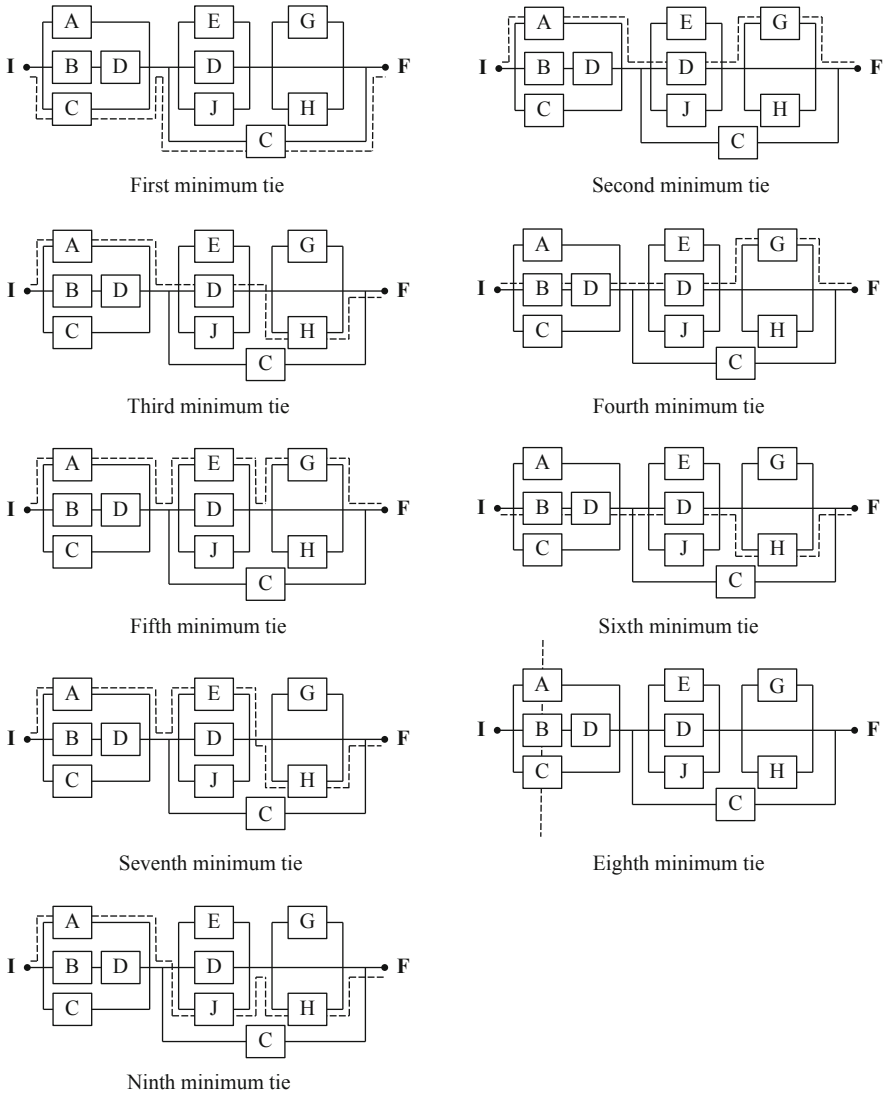 A E G
I B D D F
C J H
C
First minimum tie
A E G
I B D D F
C J H
C
Second minimum tie
A E G
I B D D F
C J H
C
Third minimum tie
A E G
I B D D F
C J H
C
Fourth minimum tie
A E G
I B D D F
C J H
C
Fifth minimum tie
A E G
I B D D F
C J H
C
Sixth minimum tie
A E G
I B D D F
C J H
C
Seventh minimum tie
A E G
I B D D F
C J H
C
Eighth minimum tie
A E G
I B D D F
C J H
C
Ninth minimum tie